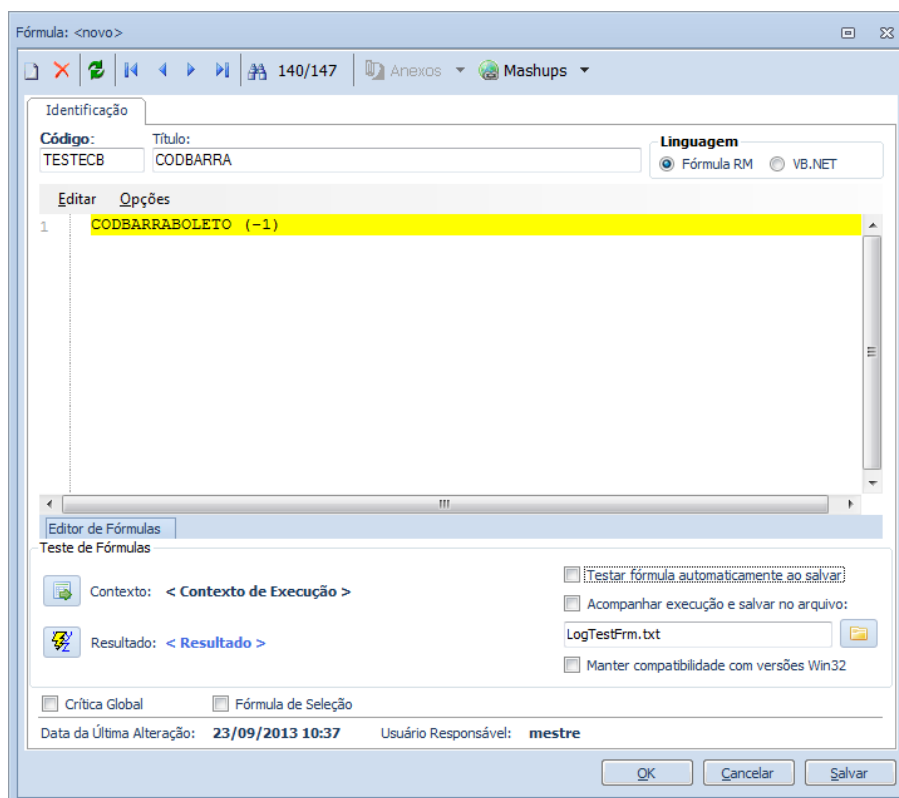 Fórmula: <novo>
140/147 Anexos Mashups
Identificação
Código: Título: Linguagem
TESTECB CODBARRA Fórmula RM VB.NET
Editar Opções
1 CODBARRABOLETO (-1)
Editor de Fórmulas
Teste de Fórmulas
Testar fórmula automaticamente ao salvar
Contexto: < Contexto de Execução >
Acompanhar execução e salvar no arquivo:
Resultado: < Resultado > LogTestFrm.txt
Manter compatibilidade com versões Win32
Crítica Global Fórmula de Seleção
Data da Última Alteração: 23/09/2013 10:37 Usuário Responsável: mestre
OK Cancelar Salvar